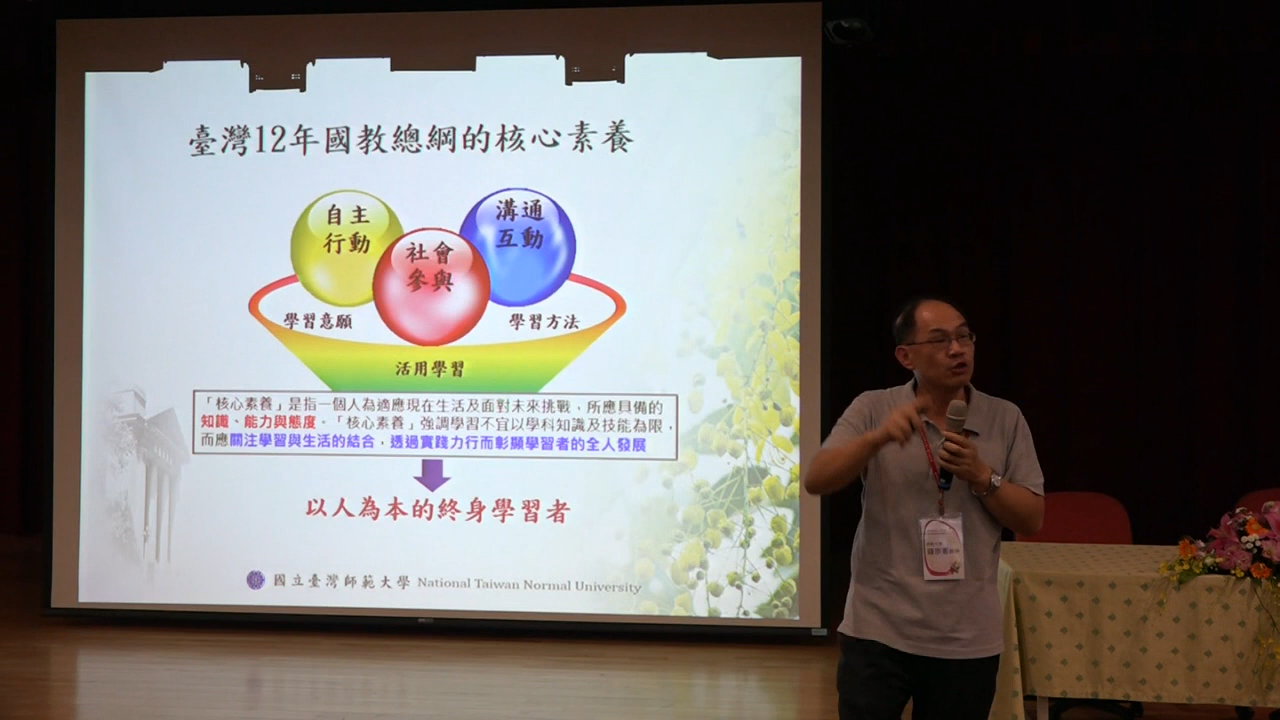 臺灣12年國教總綱的核心素養
自主
行動
溝通
互動
社會
參與
學習意願
學習方法
活用學習
「核心素養」是指一個人為適應現在生活及面對未來挑戰，所應具備的
知識、能力與態度。「核心素養」強調學習不宜以學科知識及技能為限，
而應關注學習與生活的結合，透過實踐力行而彰顯學習者的全人發展
以人為本的終身學習者
國立臺灣師範大學 National Taiwan Normal University